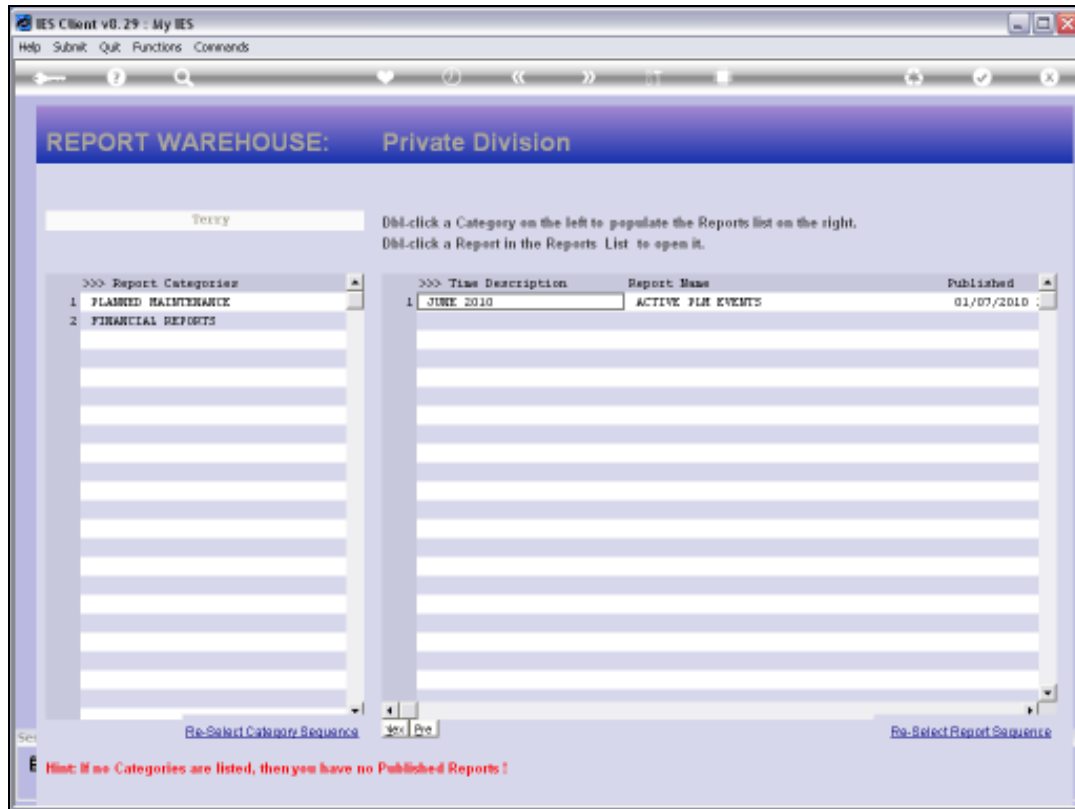 IES Client v8.29 : My IES
Help Submit Quit Functions Commands
REPORT WAREHOUSE: Private Division
Terry
Dbl-click a Category on the left to populate the Reports list on the right.
Dbl-click a Report in the Reports List to open it.
>>> Report Categories
1 PLANNED MAINTENANCE
2 FINANCIAL REPORTS
>>> Time Description Report Name Published
1 JUNE 2010 ACTIVE PLM EVENTS 01/07/2010
Re-Select Category Sequence
Pre
Re-Select Report Sequence
Hint: If no Categories are listed, then you have no Published Reports !